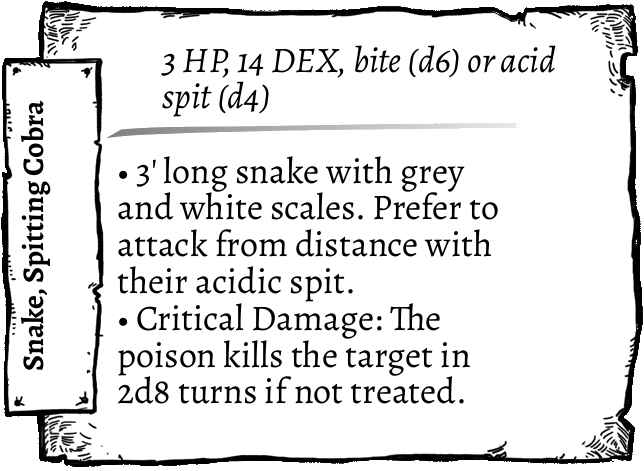 Snake, Spitting Cobra
3 HP, 14 DEX, bite (d6) or acid
spit (d4)
• 3' long snake with grey
and white scales. Prefer to
attack from distance with
their acidic spit.
• Critical Damage: The
poison kills the target in
2d8 turns if not treated.